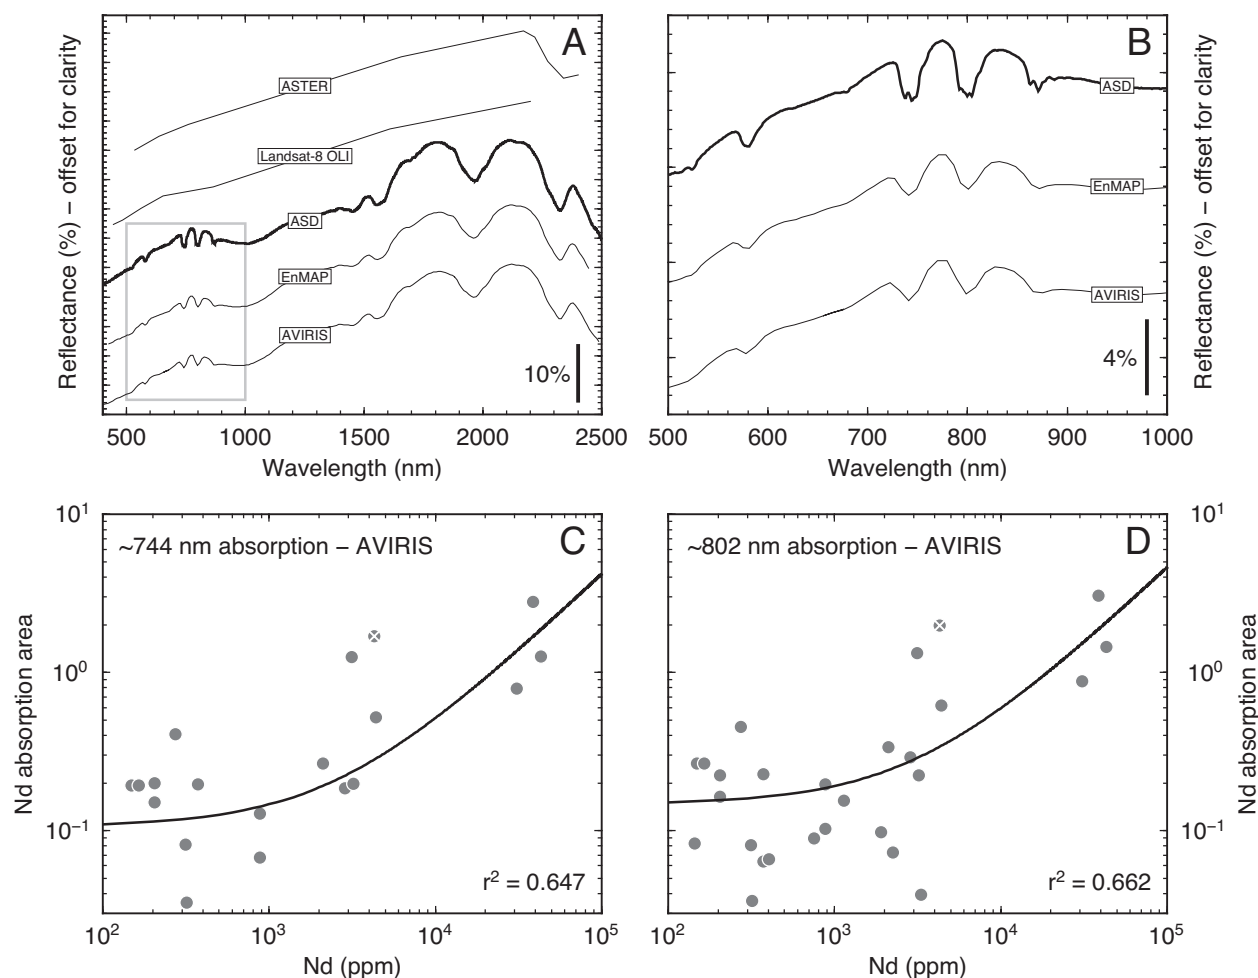 A
B
Reflectance (%) – offset for clarity
Reflectance (%) – offset for clarity
ASTER
Landsat-8 OLI
ASD
EnMAP
AVIRIS
10%
ASD
EnMAP
AVIRIS
4%
500 1000 1500 2000 2500
Wavelength (nm)
500 600 700 800 900 1000
Wavelength (nm)
~744 nm absorption – AVIRIS
C
~802 nm absorption – AVIRIS
D
10¹
10⁰
10⁻¹
Nd absorption area
r² = 0.647
10² 10³ 10⁴ 10⁵
Nd (ppm)
10¹
10⁰
10⁻¹
Nd absorption area
r² = 0.662
10² 10³ 10⁴ 10⁵
Nd (ppm)